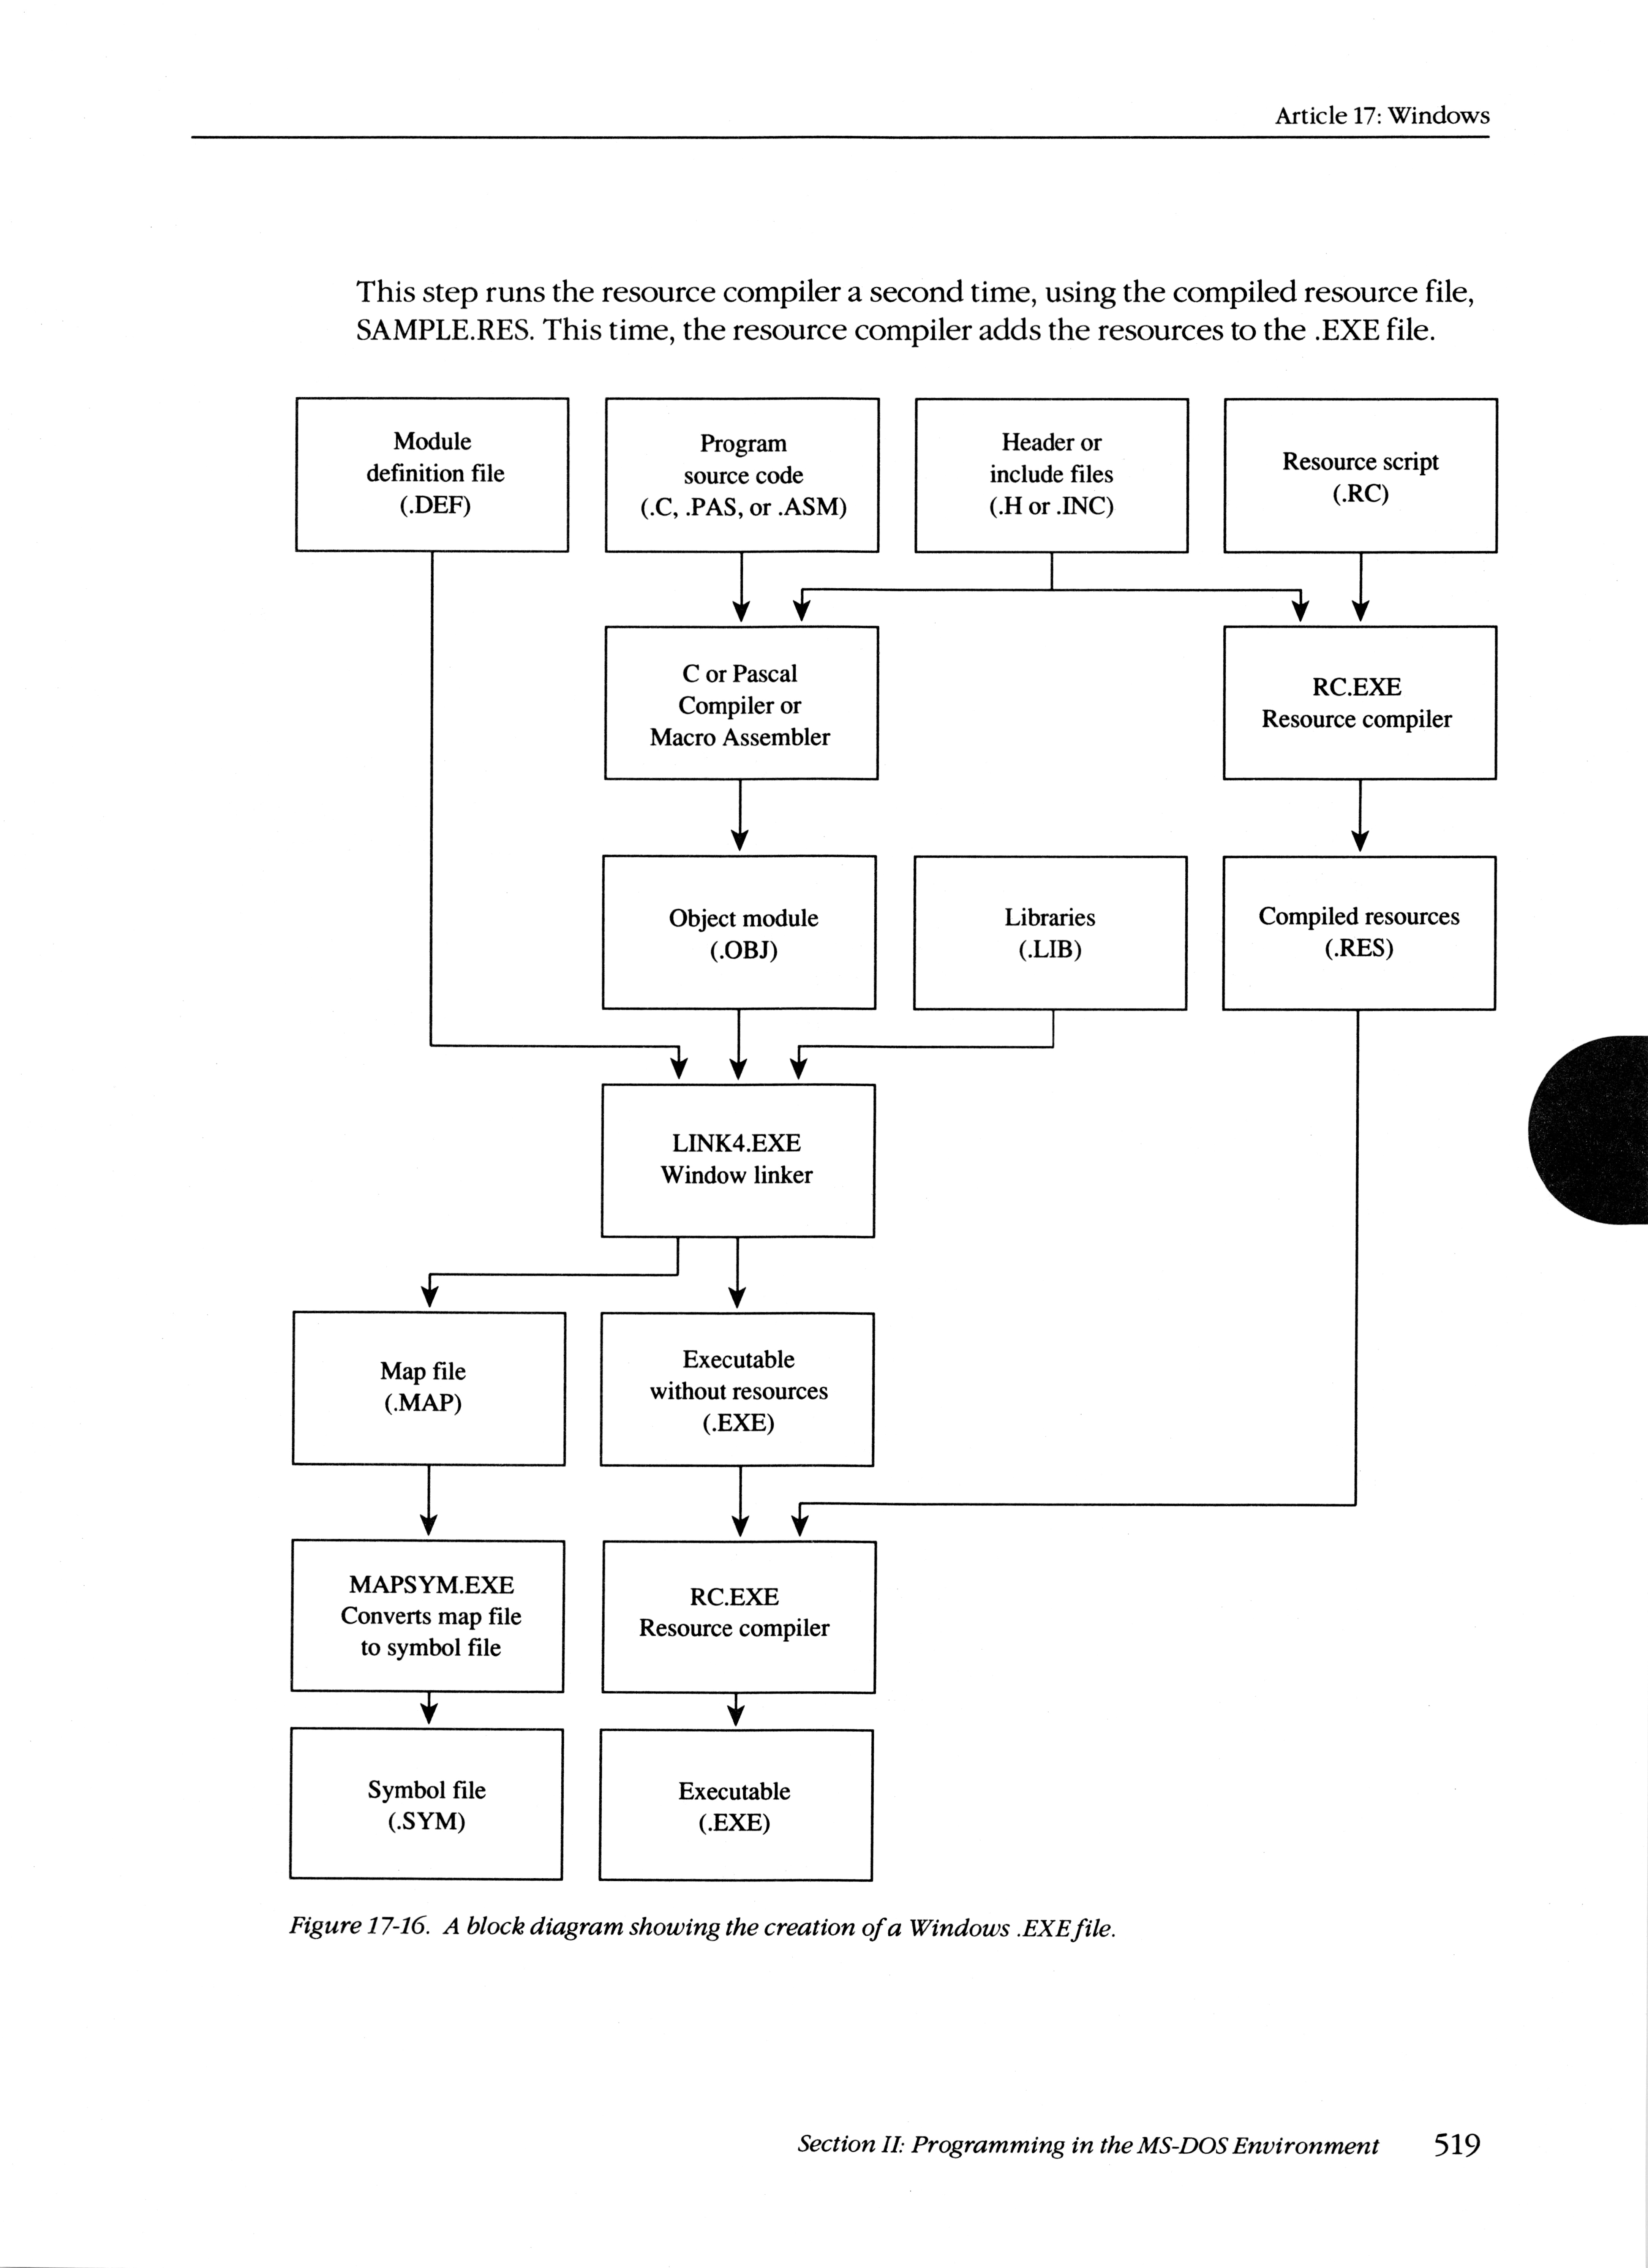 Article 17: Windows
This step runs the resource compiler a second time, using the compiled resource file,
SAMPLE.RES. This time, the resource compiler adds the resources to the .EXE file.
Module
definition file
(.DEF)
Program
source code
(.C, .PAS, or .ASM)
Header or
include files
(.H or .INC)
Resource script
(.RC)
C or Pascal
Compiler or
Macro Assembler
RC.EXE
Resource compiler
Object module
(.OBJ)
Libraries
(.LIB)
Compiled resources
(.RES)
LINK4.EXE
Window linker
Map file
(.MAP)
Executable
without resources
(.EXE)
MAPSYM.EXE
Converts map file
to symbol file
RC.EXE
Resource compiler
Symbol file
(.SYM)
Executable
(.EXE)
Figure 17-16. A block diagram showing the creation of a Windows .EXE file.
Section II: Programming in the MS-DOS Environment 519